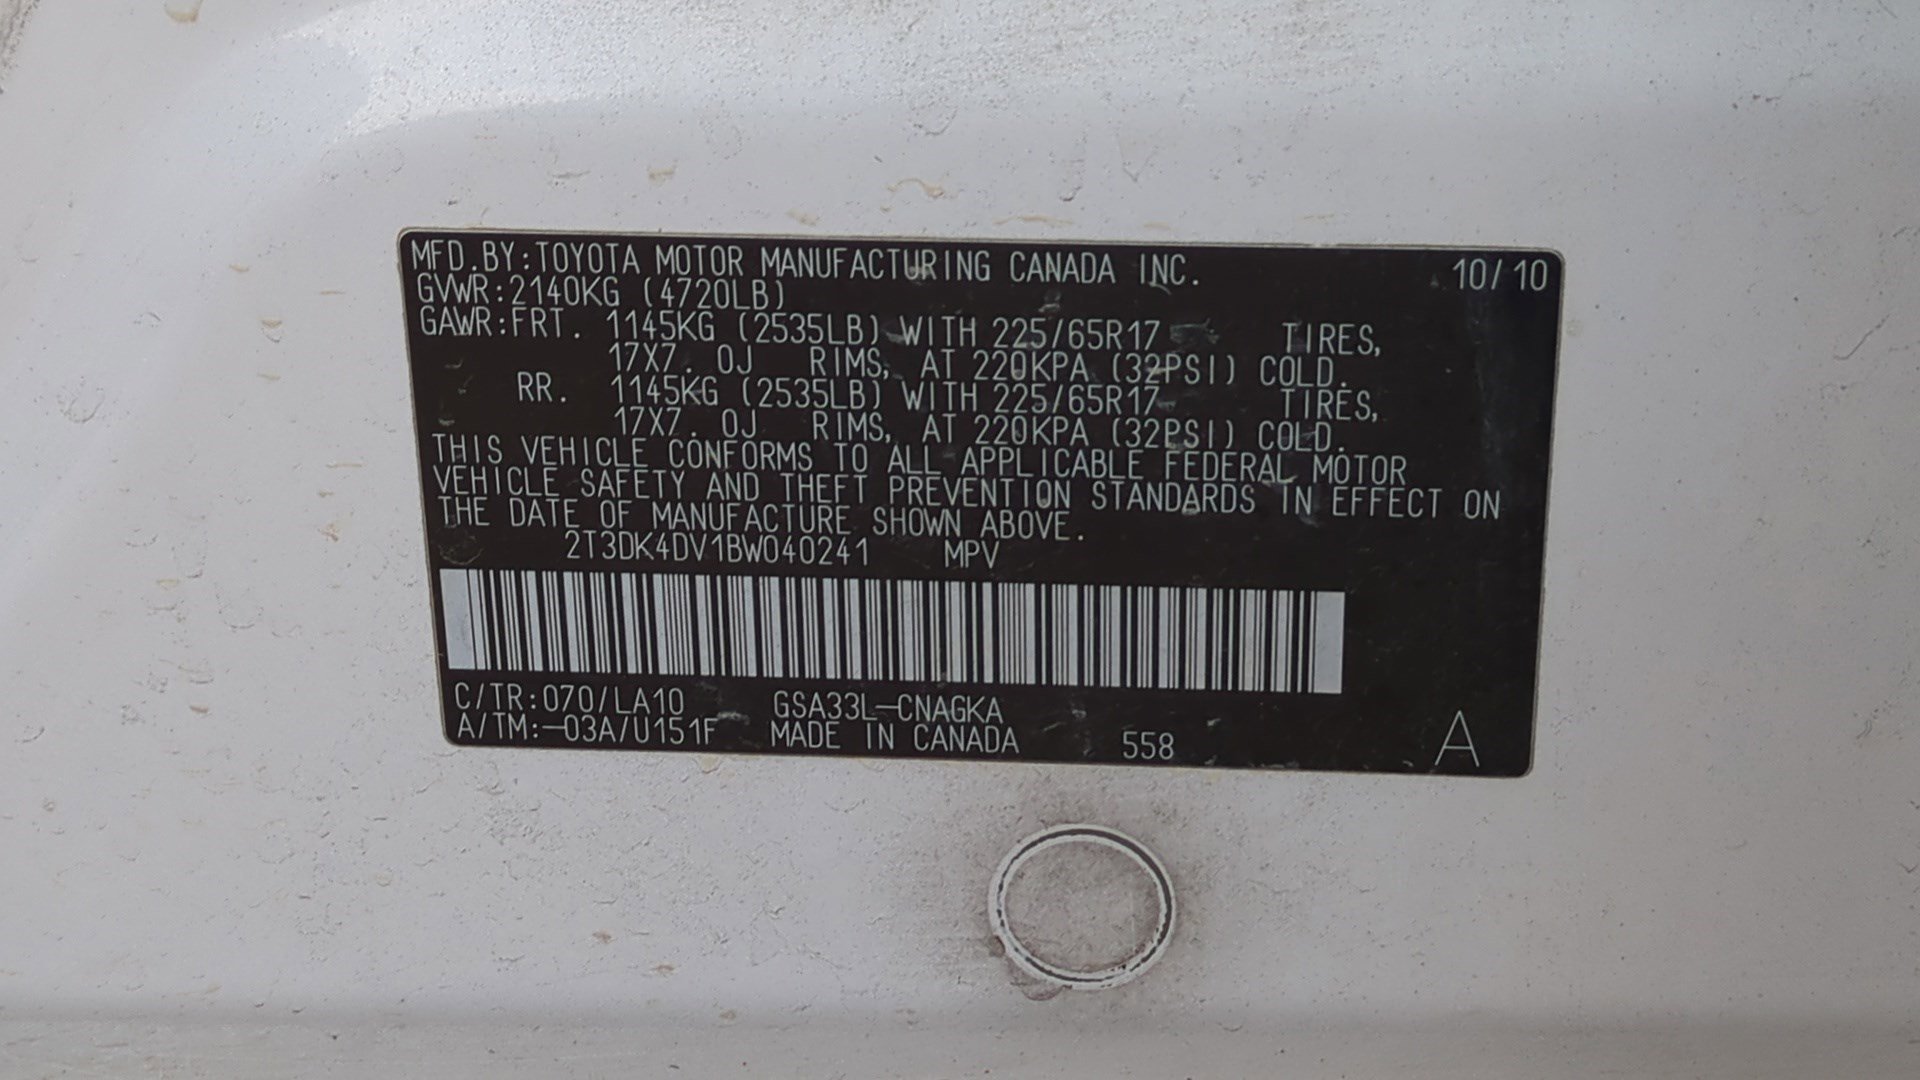 MFD.BY:TOYOTA MOTOR MANUFACTURING CANADA INC. 10/10
GVWR:2140KG (4720LB)
GAWR:FRT. 1145KG (2535LB) WITH 225/65R17 TIRES,
17X7.0J RIMS, AT 220KPA (32PSI) COLD.
RR. 1145KG (2535LB) WITH 225/65R17 TIRES,
17X7.0J RIMS, AT 220KPA (32PSI) COLD.
THIS VEHICLE CONFORMS TO ALL APPLICABLE FEDERAL MOTOR
VEHICLE SAFETY AND THEFT PREVENTION STANDARDS IN EFFECT ON
THE DATE OF MANUFACTURE SHOWN ABOVE.
2T3DK4DV1BW040241 MPV
C/TR:070/LA10 GSA33L-CNAGKA
A/TM:-03A/U151F MADE IN CANADA 558 A